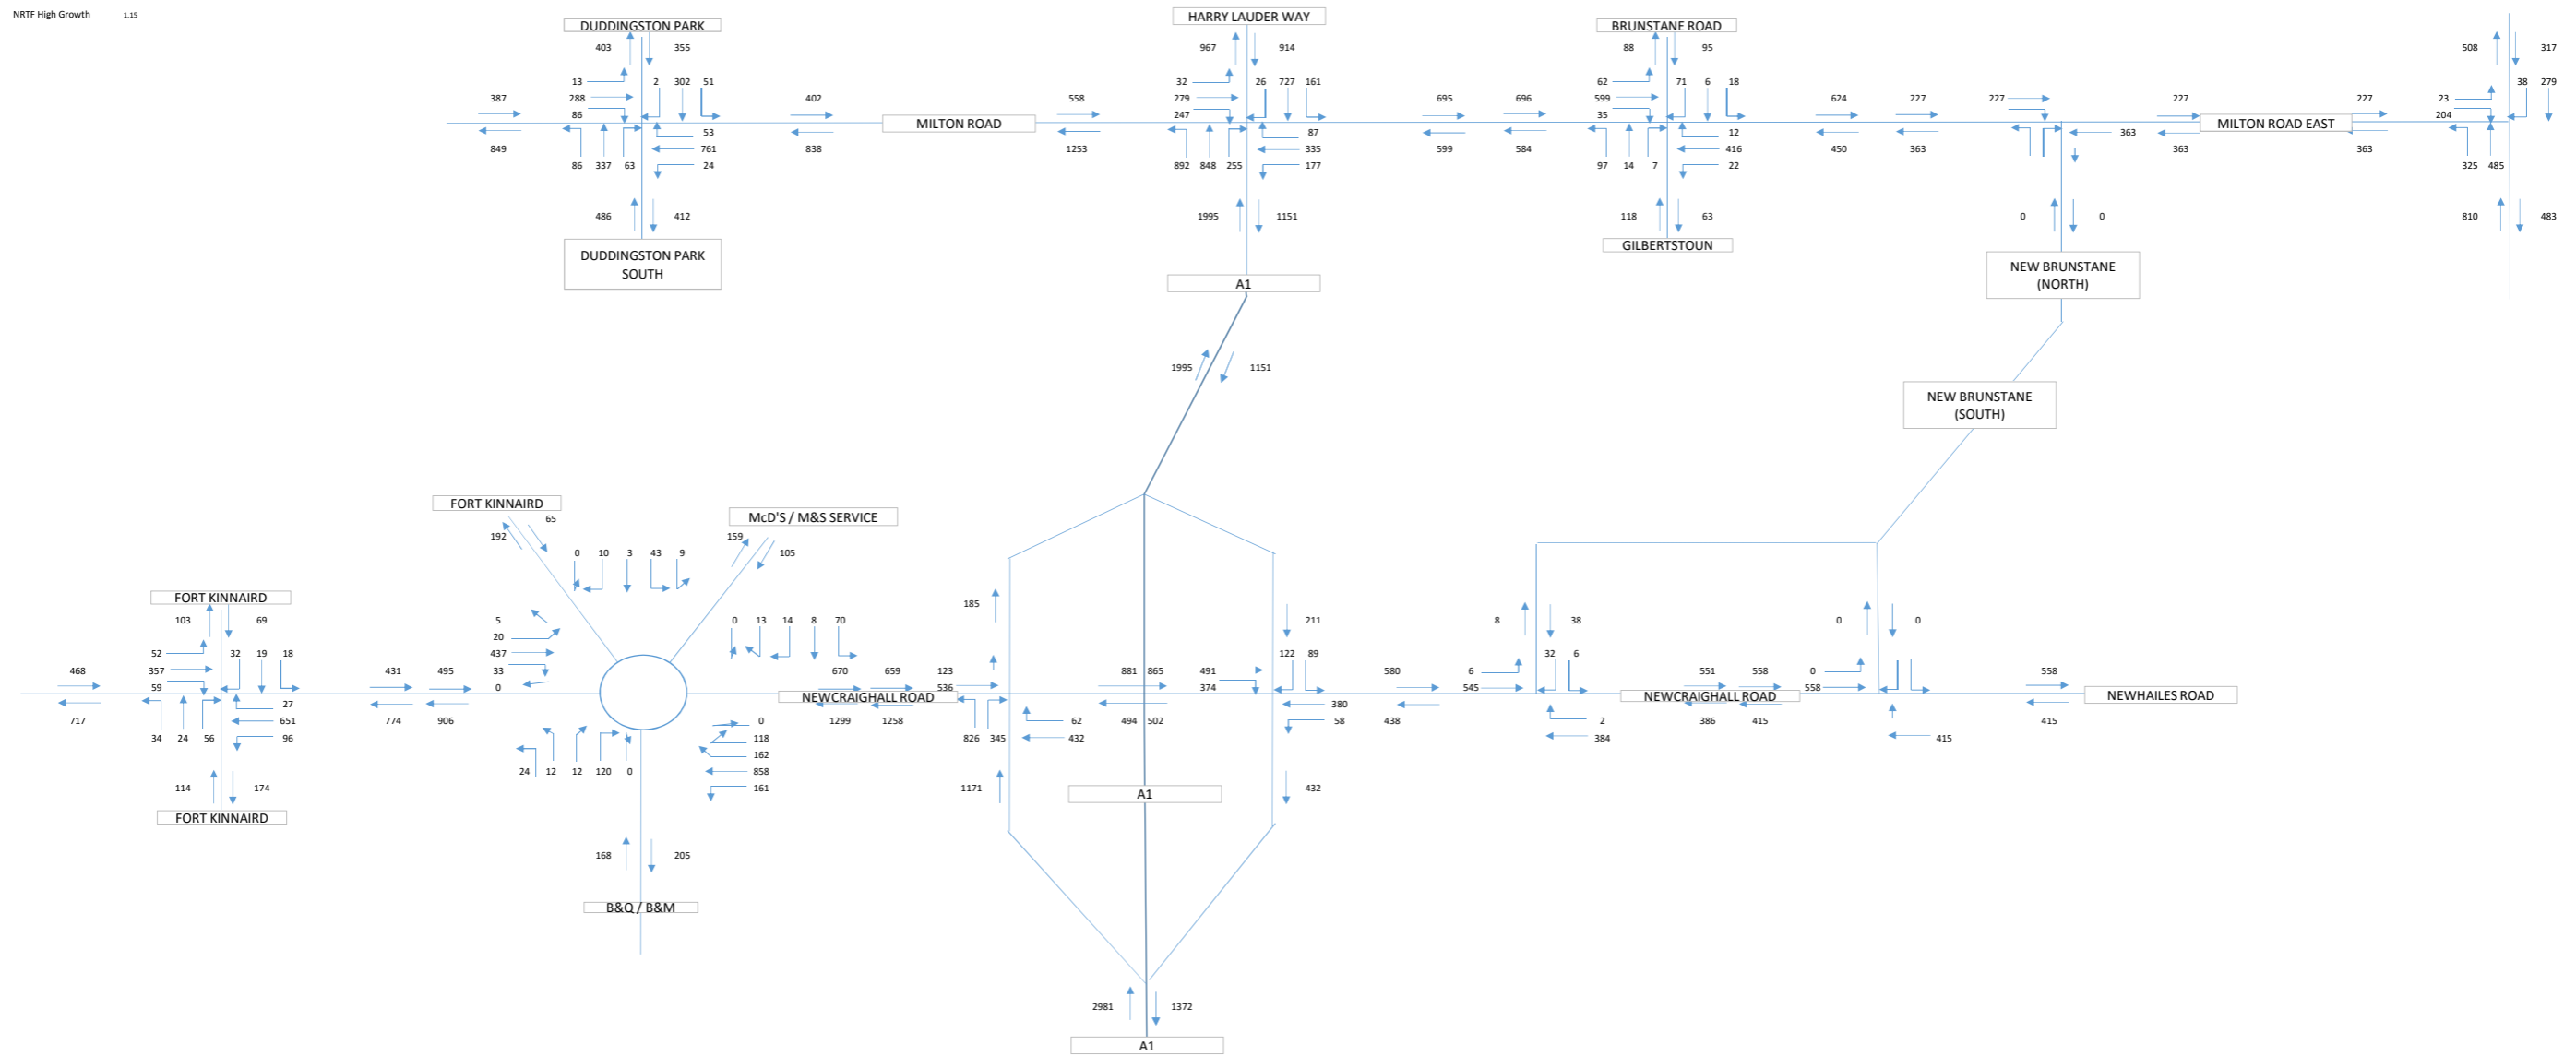 NRTF High Growth 1.15
DUDDINGSTON PARK
HARRY LAUDER WAY
BRUNSTANE ROAD
403 355
967 914
88 95
508 317
13 2 302 51
32 26 727 161
62 71 6 18
38 279
387 288 402 558
279 695 696
599 624 227 227 227 227
23
86
247
35
204
MILTON ROAD
MILTON ROAD EAST
53
87
12
363
849 761 838 1253
335 599 584
416 450 363 363 363
86 337 63 24
892 848 255 177
97 14 7 22
325 485
486 412
1995 1151
118 63
0 0
810 483
DUDDINGSTON PARK
SOUTH
GILBERTSTOUN
NEW BRUNSTANE
(NORTH)
A1
1995 1151
NEW BRUNSTANE
(SOUTH)
FORT KINNAIRD
McD'S / M&S SERVICE
65
192
159
105
0 10 3 43 9
FORT KINNAIRD
103 69
5
20
437
33
0
0 13 14 8 70
185
211
8 38
0 0
52 32 19 18
357
59
468 431 495
670 659 123
536
881 865 491
374
122 89
580 6
545
32 6
551 558 0
558
558
NEWCRAIGHALL ROAD
NEWCRAIGHALL ROAD
NEWHAILES ROAD
717 27
651
96
774 906
1299 1258
826 345
62
432
494 502
380
58
438
2
384
386 415
415
415
34 24 56
0
118
162
858
161
24 12 12 120 0
114 174
1171
432
A1
FORT KINNAIRD
168 205
B&Q / B&M
2981 1372
A1